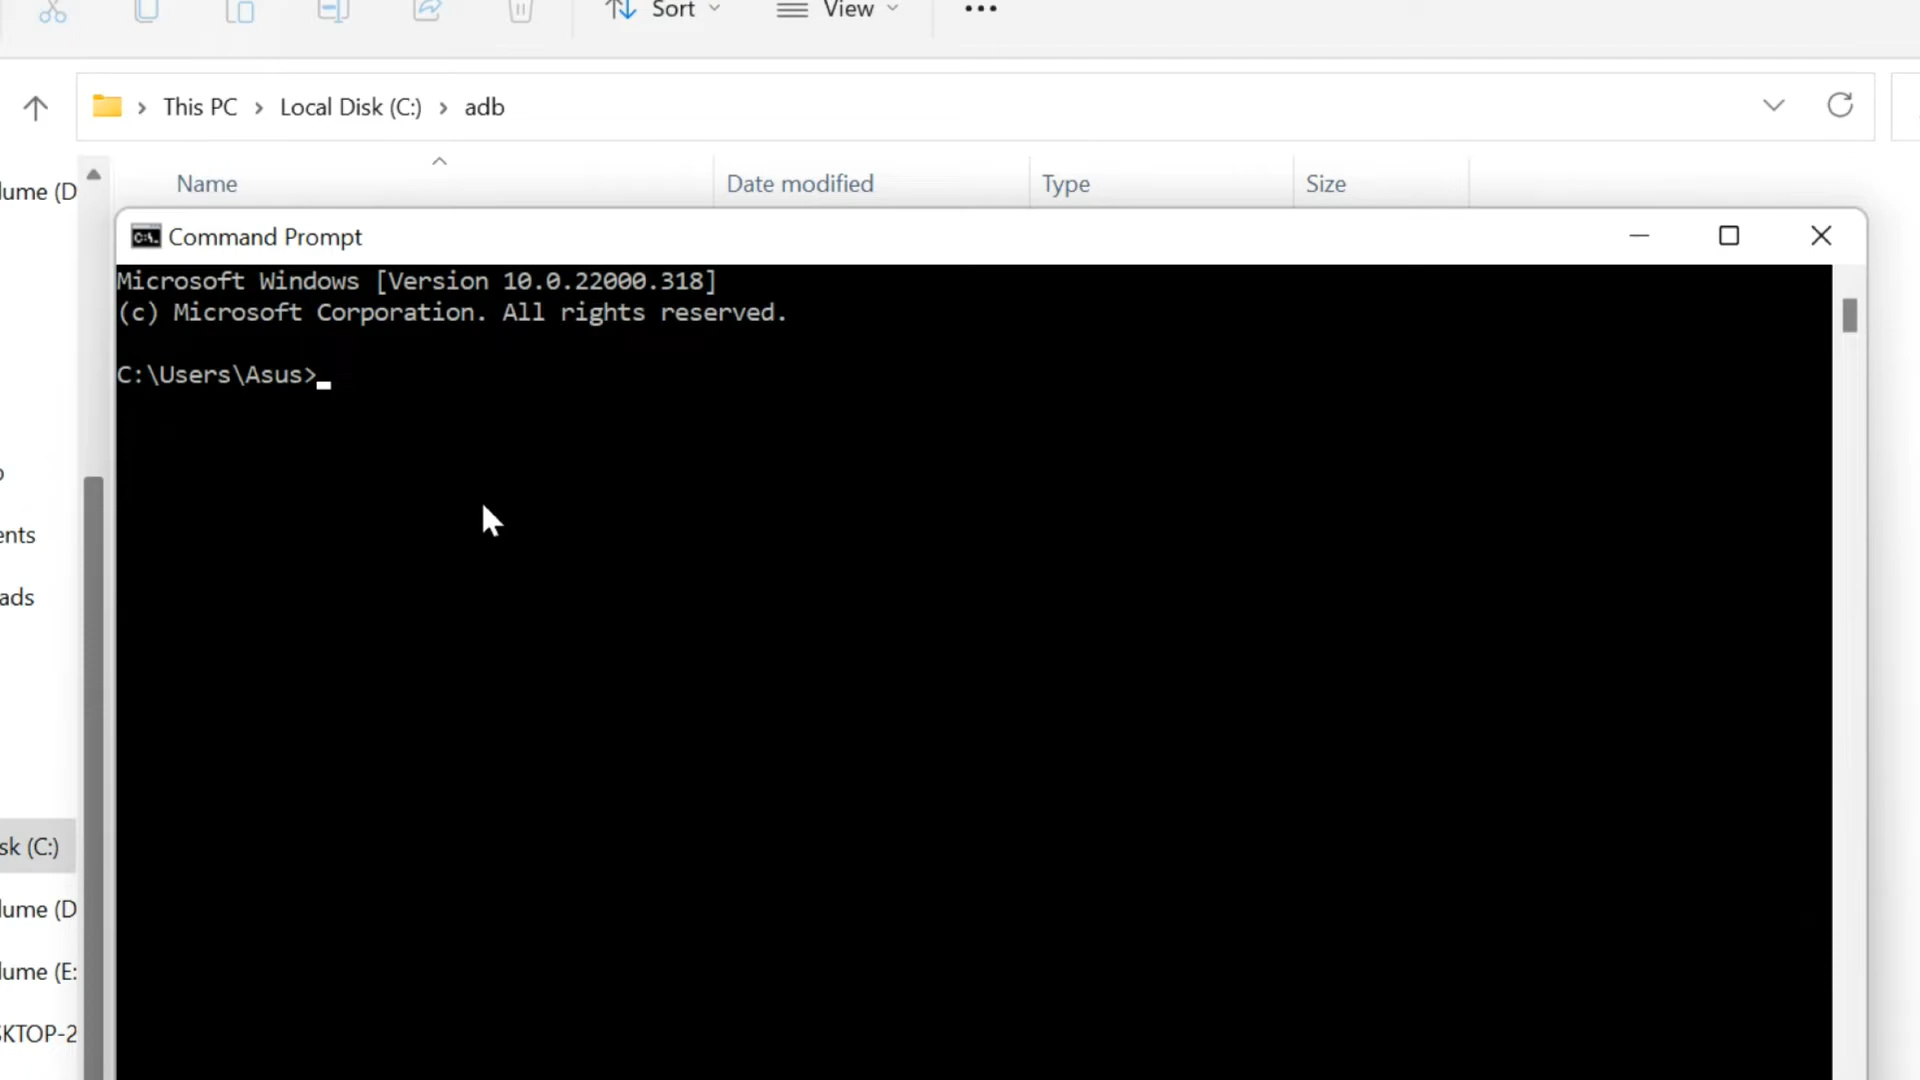 Sort
View
This PC > Local Disk (C:) > adb
Name
Date modified
Type
Size
lume (D
Command Prompt
Microsoft Windows [Version 10.0.22000.318]
(c) Microsoft Corporation. All rights reserved.
C:\Users\Asus>
ents
ads
sk (C:)
lume (D
lume (E:
KTOP-2